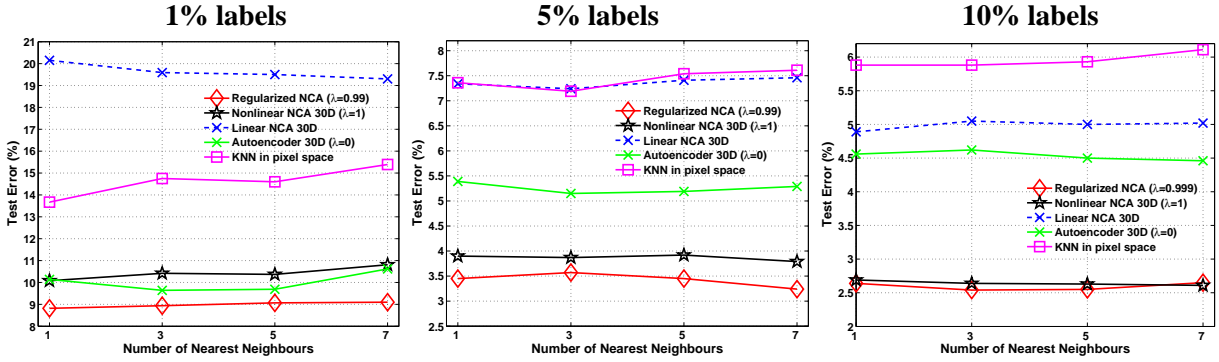 1% labels
21
20
19
18
17
16
15
14
13
12
11
10
9
8
1
3
5
7
Test Error (%)
Number of Nearest Neighbours
Regularized NCA (λ=0.99)
Nonlinear NCA 30D (λ=1)
Linear NCA 30D
Autoencoder 30D (λ=0)
KNN in pixel space
5% labels
8
7.5
7
6.5
6
5.5
5
4.5
4
3.5
3
2.5
1
3
5
7
Test Error (%)
Number of Nearest Neighbours
Regularized NCA (λ=0.99)
Nonlinear NCA 30D (λ=1)
Linear NCA 30D
Autoencoder 30D (λ=0)
KNN in pixel space
10% labels
6
5.5
5
4.5
4
3.5
3
2.5
2
1
3
5
7
Test Error (%)
Number of Nearest Neighbours
Regularized NCA (λ=0.999)
Nonlinear NCA 30D (λ=1)
Linear NCA 30D
Autoencoder 30D (λ=0)
KNN in pixel space